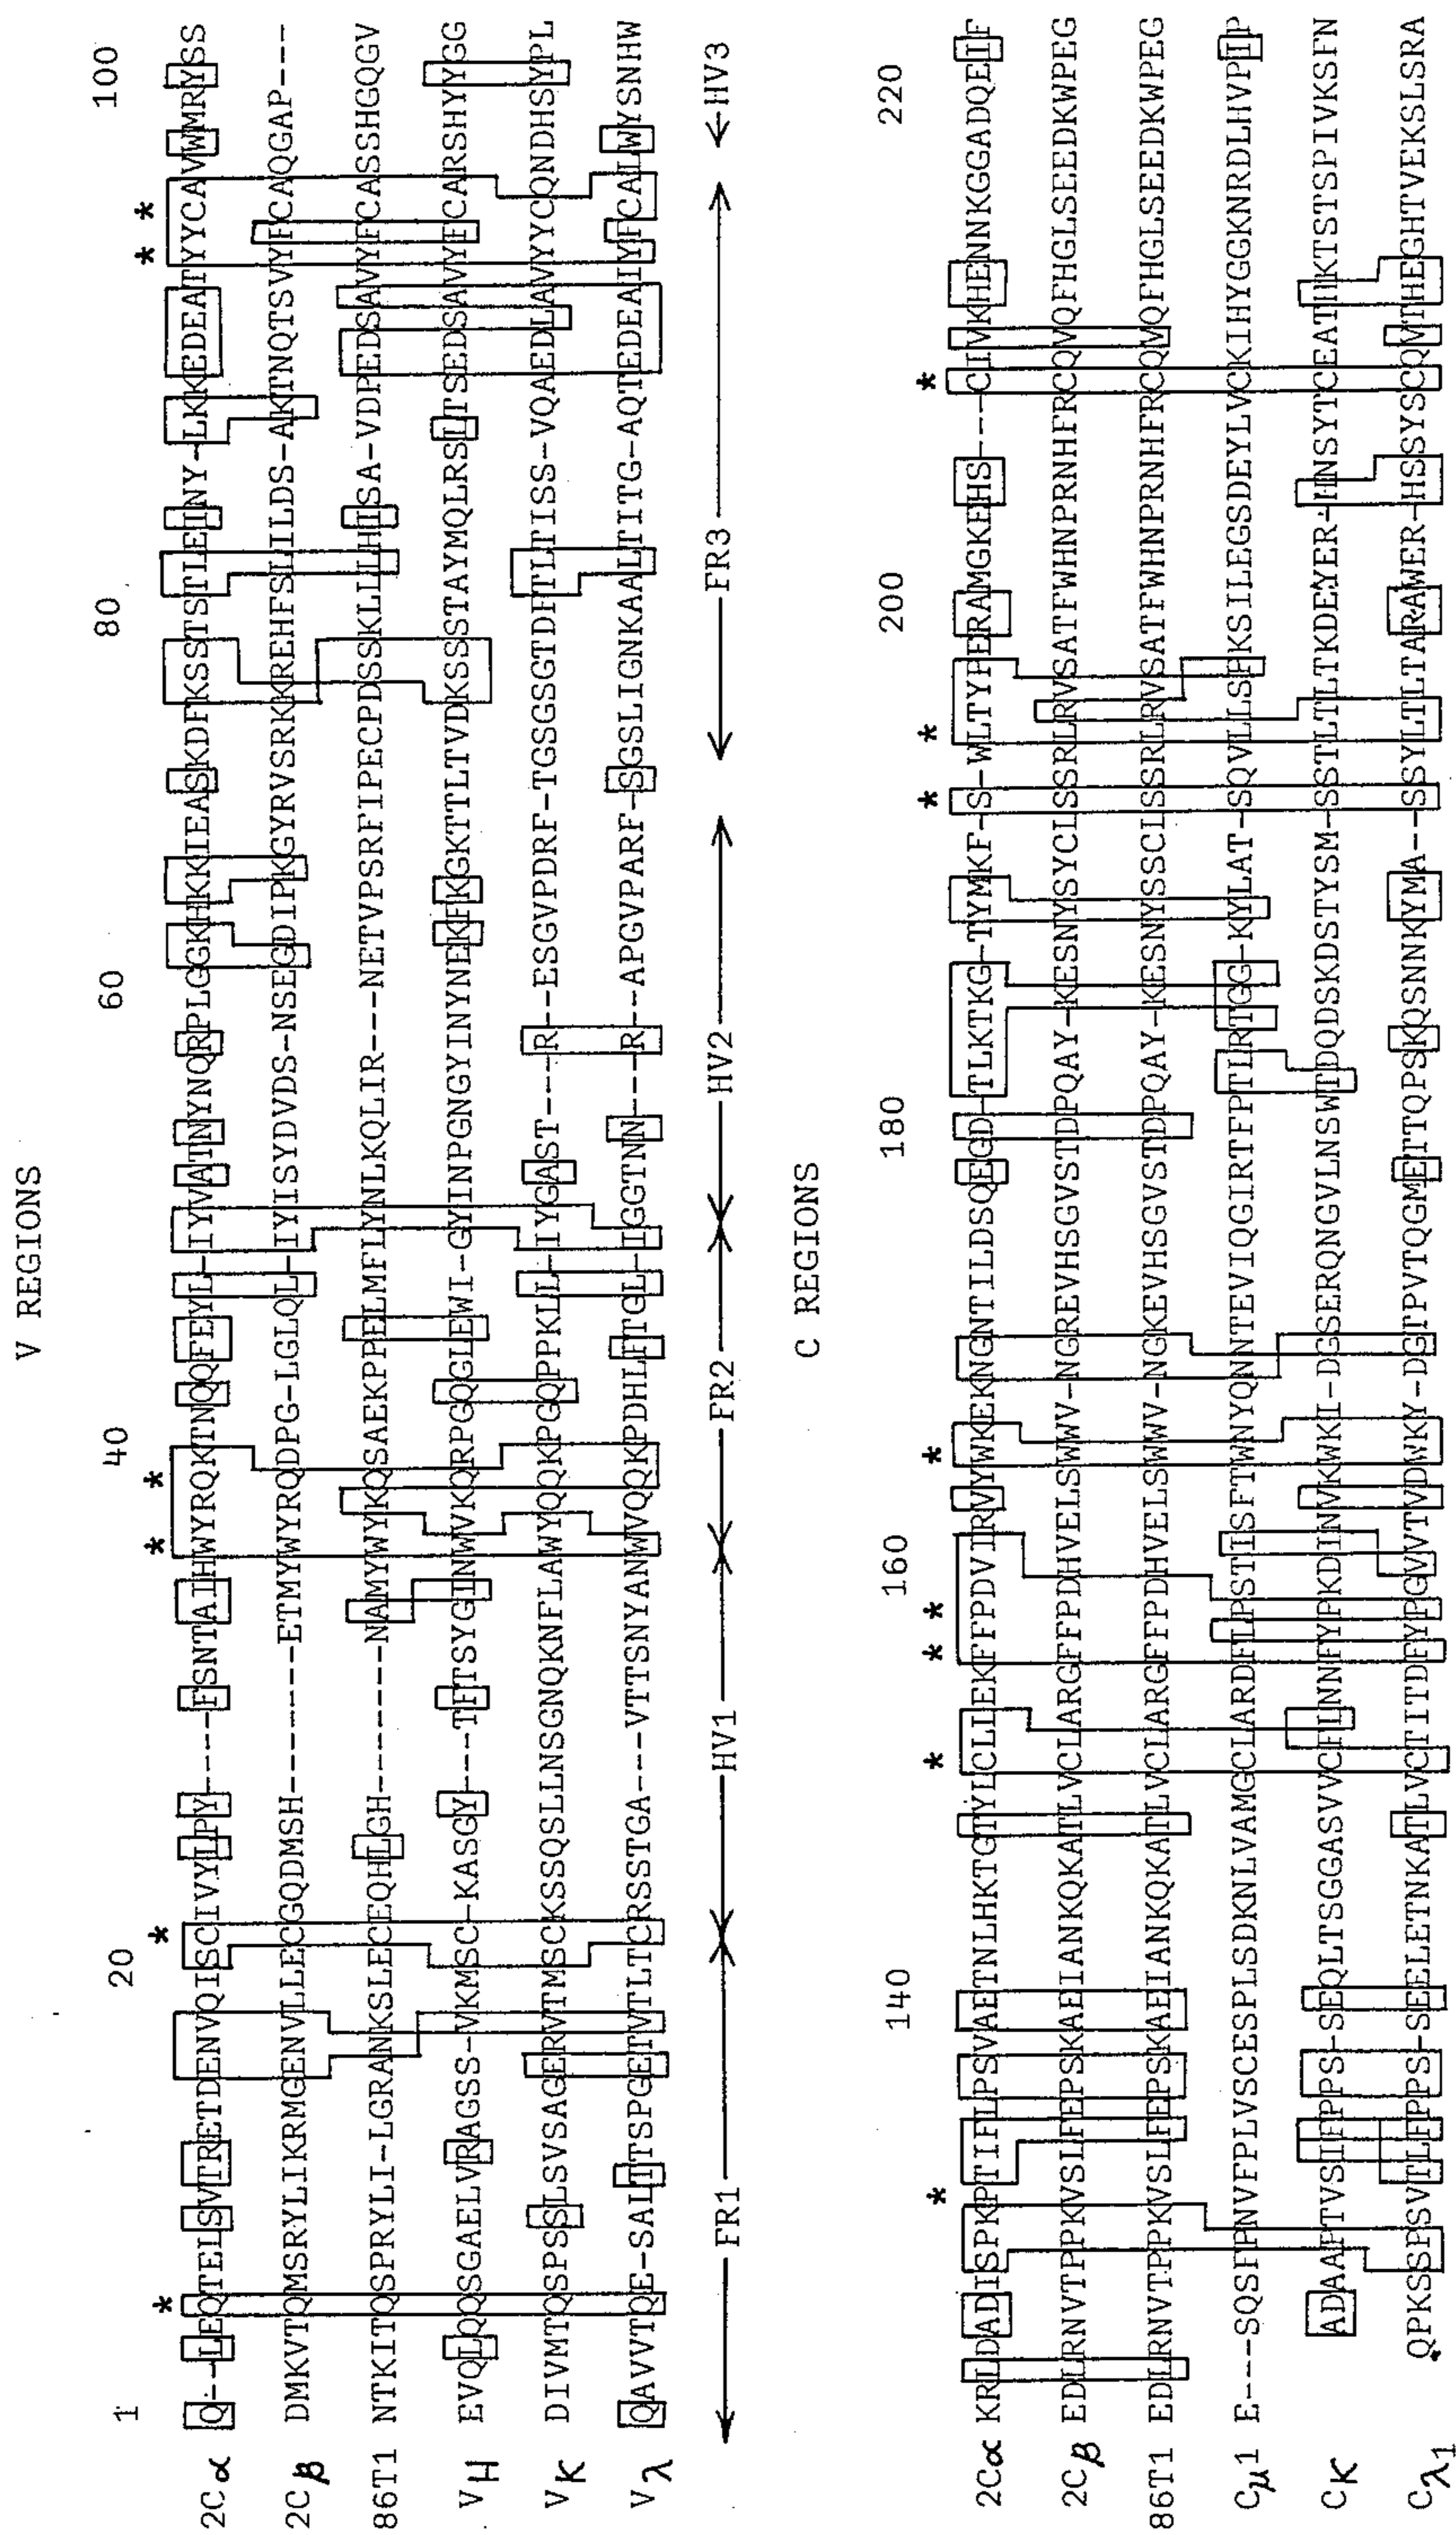 V REGIONS
1 20 40 60 80 100
* * * * * *
2Cα Q--LEQTELSVTRETDENVQISCIVYLPY----FSNTAIHWYRQKTNQQFEYL-IYVATNYNQRPLGGKHKKIEASKDFKSSTSTLEINY-LKKEDEATYYCAVWMRYSS
2Cβ DMKVTQMSRYLIKRMGENVLLECGQDMSH-------ETMYWYRQDPG-LGLQL-IYISYDVDS-NSEGDIPKGYRVSRKKREHFSLILDS-AKTNQTSVYFCAQGAP---
86T1 NTKITQSPRYLI-LGRANKSLECEQHLGH-------NAMYWYKQSAEKPPELMFLYNLKQLIR---NETVPSRFIPECPDSSKLLLHISA-VDPEDSAVYFCASSHGQGV
VH EVQLQQSGAELVRAGSS-VKMSC-KASGY---TFTSYGINWVKQRPGQGLEWI-GYINPGNGYINYNEKFKGKTTLTVDKSSSTAYMQLRSLTSEDSAVYFCARSHYYGG
Vκ DIVMTQSPSSLSVSAGERVTMSCKSSQSLLNSGNQKNFLAWYQQKPGQPPKLL-IYGAST----R--ESGVPDRF-TGSGSGTDFTLTISS-VQAEDLAVYYCQNDHSYPL
Vλ QAVVTQE-SALTTSPGETVTLTCRSSTGA---VTTSNYANWVQQKPDHLFTGL-IGGTNN----R--APGVPARF-SGSLIGNKAALTITG-AQTEDEAIYFCALWYSNHW
FR1 HV1 FR2 HV2 FR3 HV3
C REGIONS
140 160 180 200 220
* * * * * * * *
2Cα KRLDADISPKPTIFLPSVAETNLHKTGTYLCLLEKFFPDVIRVYWKEKNGNTILDSQEGD-TLKTKG-TYMKF-S-WLTYPERAMGKEHS---CIVKHENNKGGADQEIF
2Cβ EDLRNVTPPKVSLFEPSKAEIANKQKATLVCLARGFFPDHVELSWWV-NGREVHSGVSTDPQAY-KESNYSYCLSSRLRVSATFWHNPRNHFRCQVQFHGLSEEDKWPEG
86T1 EDLRNVTPPKVSLFEPSKAEIANKQKATLVCLARGFFPDHVELSWWV-NGKEVHSGVSTDPQAY-KESNYSSCLSSRLRVSATFWHNPRNHFRCQVQFHGLSEEDKWPEG
Cμ1 E---SQSFPNVFPLVSCESPLSDKNLVAMGCLARDFLPSTISFTWNYQNNTEVIQGIRTFPTLRTGG-KYLATSQVLLSPKSILEGSDEYLVCKIHYGGKNRDLHVPIP
Cκ ADAAPTVSIFPPS-SEQLTSGGASVVCFLNNFYPKDINVKWKI-DGSERQNGVLNSWTDQDSKDSTYSM-SSTLTLTKDEYER-HNSYTCEATHKTSTSPIVKSFN
Cλ1 QPKSSPSVTLFPPS-SEELETNKATLVCTITDFYPGVVTVDWKY-DGTPVTQGMETTQPSKQSNNKYMA--SSYLTLTARAWER-HSSYSCQVTHEGHTVEKSLSRA